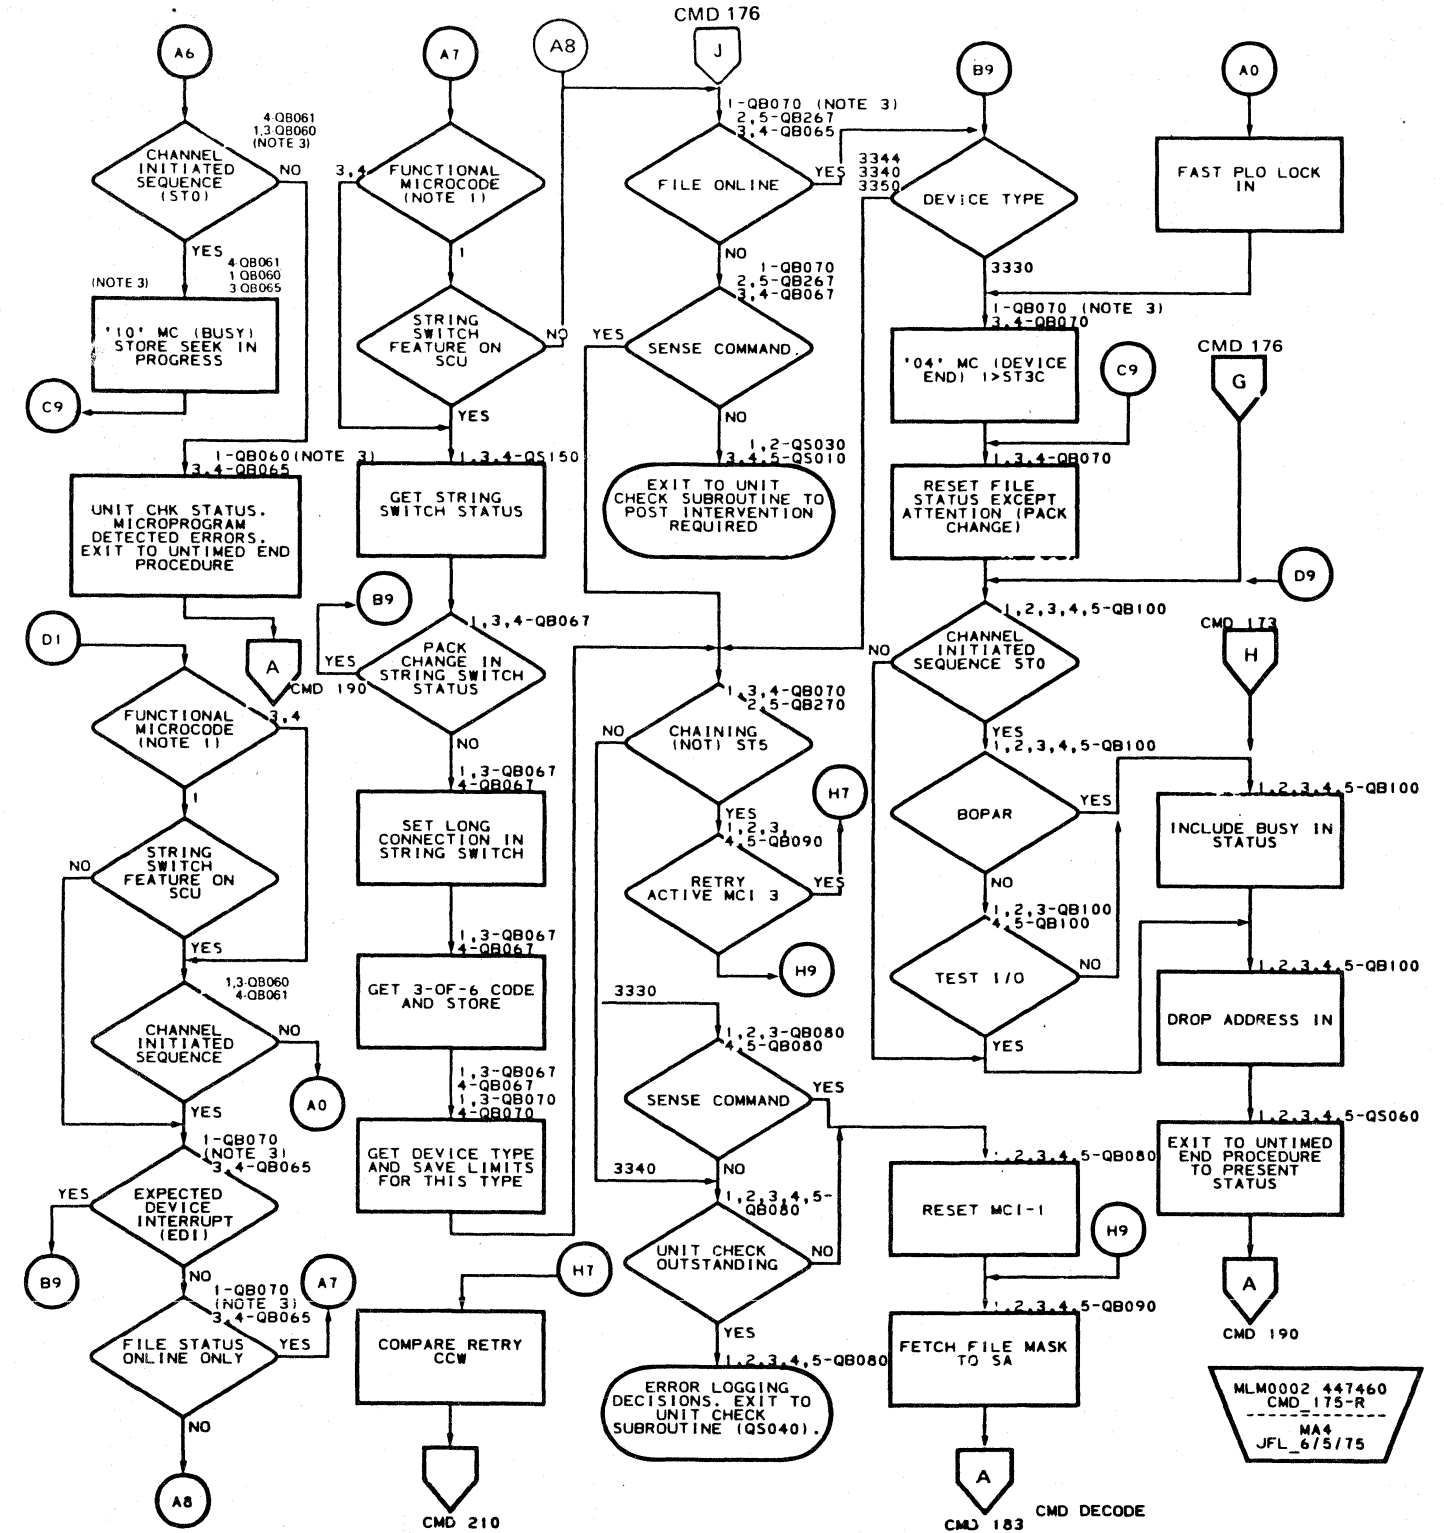 A6
4-QB061
1,3-QB060
(NOTE 3)
CHANNEL
INITIATED
SEQUENCE
(ST0)
NO
YES
4-QB061
1 QB060
3 QB065
(NOTE 3)
'10' MC (BUSY)
STORE SEEK IN
PROGRESS
C9
1-QB060(NOTE 3)
3,4-QB065
UNIT CHK STATUS.
MICROPROGRAM
DETECTED ERRORS.
EXIT TO UNTIMED END
PROCEDURE
A
CMD 190
D1
FUNCTIONAL
MICROCODE
(NOTE 1)
3,4
1
STRING
SWITCH
FEATURE ON
SCU
NO
YES
1,3-QB060
4-QB061
CHANNEL
INITIATED
SEQUENCE
NO
A0
YES
1-QB070
(NOTE 3)
3,4-QB065
EXPECTED
DEVICE
INTERRUPT
(EDI)
YES
B9
NO
1-QB070
(NOTE 3)
3,4-QB065
FILE STATUS
ONLINE ONLY
YES
A7
NO
A8
A7
3,4
FUNCTIONAL
MICROCODE
(NOTE 1)
1
STRING
SWITCH
FEATURE ON
SCU
NO
YES
1,3,4-QS150
GET STRING
SWITCH STATUS
B9
1,3,4-QB067
PACK
CHANGE IN
STRING SWITCH
STATUS
YES
NO
1,3-QB067
4-QB067
SET LONG
CONNECTION IN
STRING SWITCH
1,3-QB067
4-QB067
GET 3-OF-6 CODE
AND STORE
1,3-QB067
4-QB067
1,3-QB070
4-QB070
GET DEVICE TYPE
AND SAVE LIMITS
FOR THIS TYPE
H7
COMPARE RETRY
CCW
CMD 210
A8
CMD 176
J
1-QB070 (NOTE 3)
2,5-QB267
3,4-QB065
FILE ONLINE
YES
NO
1-QB070
2,5-QB267
3,4-QB067
SENSE COMMAND.
YES
NO
1,2-QS030
3,4,5-QS010
EXIT TO UNIT
CHECK SUBROUTINE TO
POST INTERVENTION
REQUIRED
1,3,4-QB070
2,5-QB270
CHAINING
(NOT) ST5
NO
YES
1,2,3,
4,5-QB090
RETRY
ACTIVE MCI 3
YES
H7
H9
3330
1,2,3-QB080
4,5-QB080
SENSE COMMAND
YES
NO
3340
1,2,3,4,5-
QB080
UNIT CHECK
OUTSTANDING
NO
YES
1,2,3,4,5-QB080
ERROR LOGGING
DECISIONS. EXIT TO
UNIT CHECK
SUBROUTINE (QS040).
B9
3344
3340
3350
DEVICE TYPE
3330
1-QB070 (NOTE 3)
3,4-QB070
'04' MC (DEVICE
END) 1>ST3C
C9
1,3,4-QB070
RESET FILE
STATUS EXCEPT
ATTENTION (PACK
CHANGE)
1,2,3,4,5-QB100
CHANNEL
INITIATED
SEQUENCE ST0
NO
YES
1,2,3,4,5-QB100
BOPAR
YES
NO
1,2,3-QB100
4,5-QB100
TEST I/O
NO
YES
1,2,3,4,5-QB080
RESET MCI-1
H9
1,2,3,4,5-QB090
FETCH FILE MASK
TO SA
A
CMD 183
CMD DECODE
A0
FAST PLO LOCK
IN
CMD 176
G
D9
CMD 173
H
1,2,3,4,5-QB100
INCLUDE BUSY IN
STATUS
1,2,3,4,5-QB100
DROP ADDRESS IN
1,2,3,4,5-QS060
EXIT TO UNTIMED
END PROCEDURE
TO PRESENT
STATUS
A
CMD 190
MLM0002 447460
CMD_175-R
MA4
JFL_6/5/75